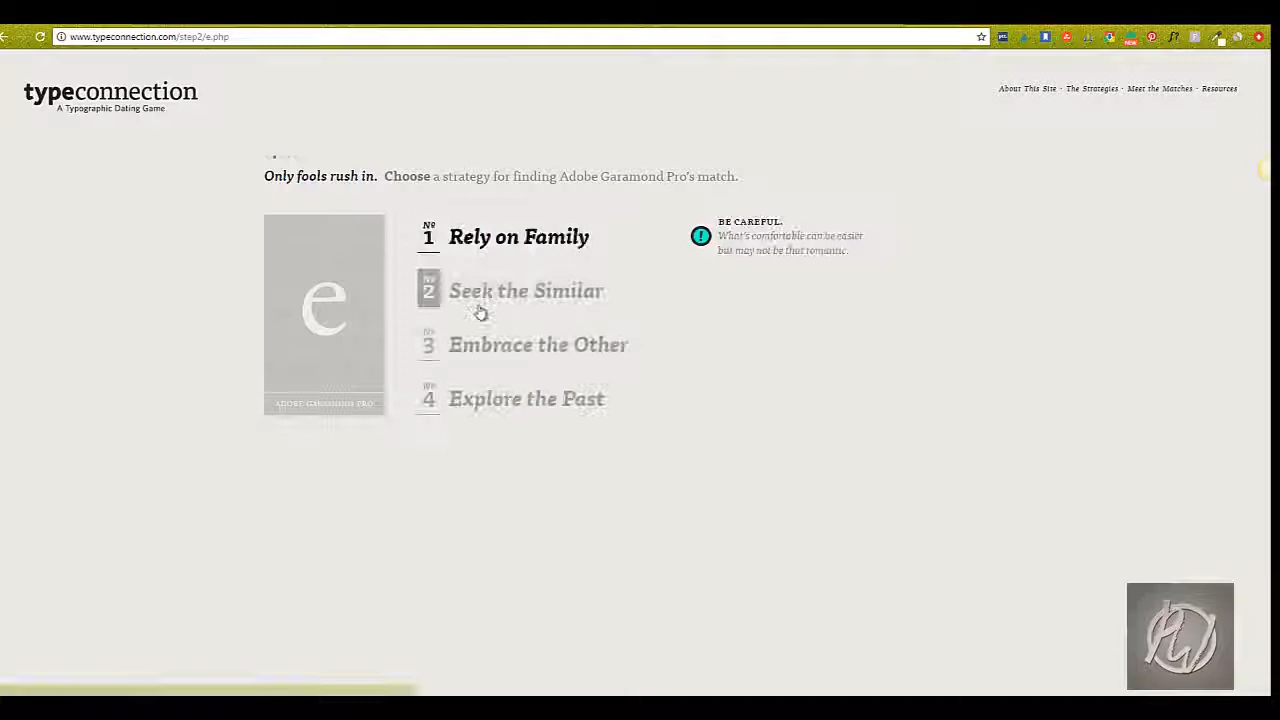 www.typeconnection.com/step2/e.php
typeconnection
A Typographic Dating Game
About This Site · The Strategies · Meet the Matches · Resources
Only fools rush in. Choose a strategy for finding Adobe Garamond Pro's match.
e
ADOBE GARAMOND PRO
Nº 1 Rely on Family
Nº 2 Seek the Similar
Nº 3 Embrace the Other
Nº 4 Explore the Past
!
BE CAREFUL.
What's comfortable can be easier
but may not be that romantic.